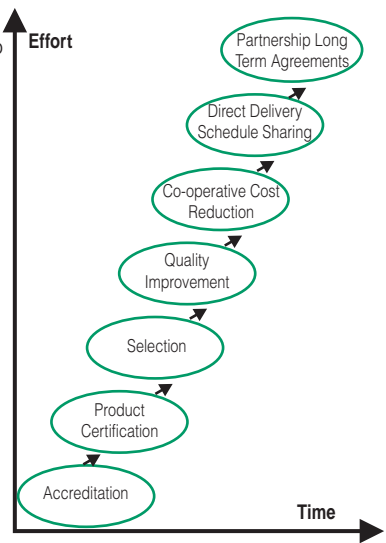 Effort
Partnership Long
Term Agreements
Direct Delivery
Schedule Sharing
Co-operative Cost
Reduction
Quality
Improvement
Selection
Product
Certification
Accreditation
Time